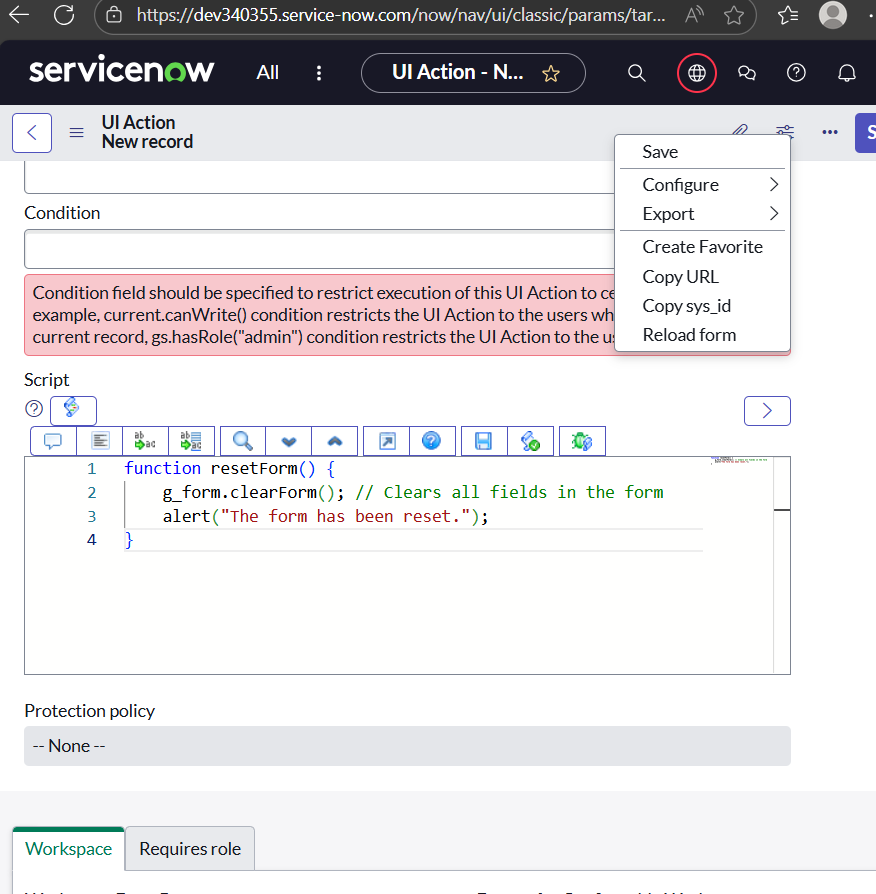 https://dev340355.service-now.com/now/nav/ui/classic/params/tar...
servicenow All UI Action - N...
UI Action
New record
S
Save
Configure
Export
Create Favorite
Copy URL
Copy sys_id
Reload form
Condition
Condition field should be specified to restrict execution of this UI Action to ce
example, current.canWrite() condition restricts the UI Action to the users wh
current record, gs.hasRole("admin") condition restricts the UI Action to the u
Script
1 function resetForm() {
2 g_form.clearForm(); // Clears all fields in the form
3 alert("The form has been reset.");
4 }
Protection policy
-- None --
Workspace Requires role